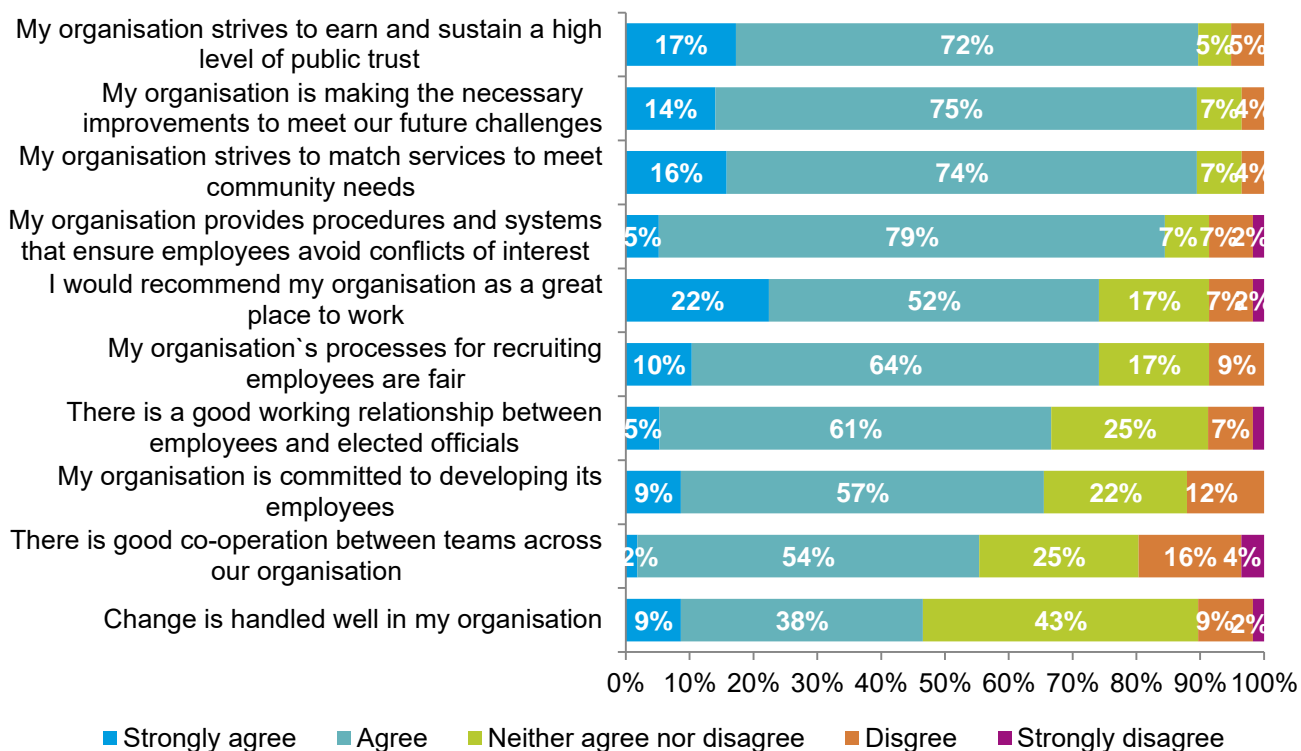 My organisation strives to earn and sustain a high
level of public trust
17% 72% 5% 5%
My organisation is making the necessary
improvements to meet our future challenges
14% 75% 7% 4%
My organisation strives to match services to meet
community needs
16% 74% 7% 4%
My organisation provides procedures and systems
that ensure employees avoid conflicts of interest
5% 79% 7% 7% 2%
I would recommend my organisation as a great
place to work
22% 52% 17% 7% 2%
My organisation`s processes for recruiting
employees are fair
10% 64% 17% 9%
There is a good working relationship between
employees and elected officials
5% 61% 25% 7%
My organisation is committed to developing its
employees
9% 57% 22% 12%
There is good co-operation between teams across
our organisation
2% 54% 25% 16% 4%
Change is handled well in my organisation
9% 38% 43% 9% 2%
0% 10% 20% 30% 40% 50% 60% 70% 80% 90% 100%
Strongly agree Agree Neither agree nor disagree Disgree Strongly disagree